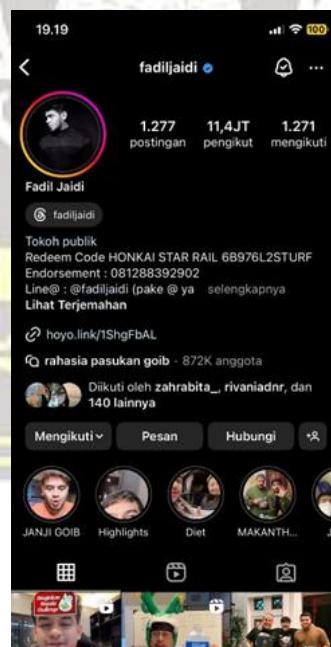 19.19
100
fadiljaidi
1.277 11,4JT 1.271
postingan pengikut mengikuti
Fadil Jaidi
fadiljaidi
Tokoh publik
Redeem Code HONKAI STAR RAIL 6B976L2STURF
Endorsement : 081288392902
Line@ : @fadiljaidi (pake @ ya selengkapnya
Lihat Terjemahan
hoyo.link/1ShgFbAL
rahasia pasukan goib · 872K anggota
Diikuti oleh zahrabita_, rivaniadnr, dan
140 lainnya
Mengikuti Pesan Hubungi
JANJI GOIB Highlights Diet MAKANTH...